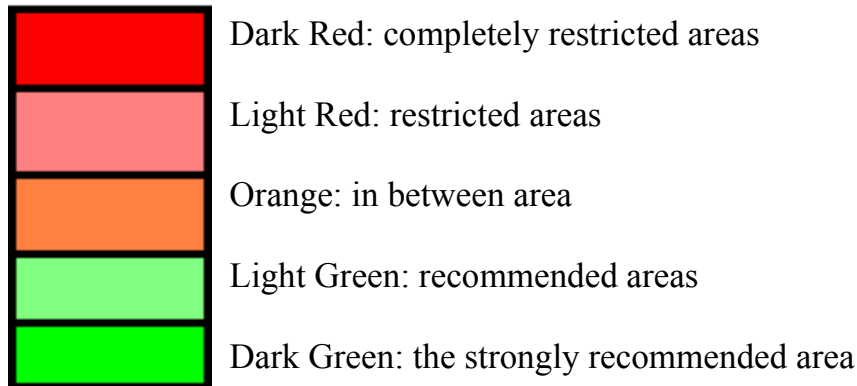 Dark Red: completely restricted areas
Light Red: restricted areas
Orange: in between area
Light Green: recommended areas
Dark Green: the strongly recommended area